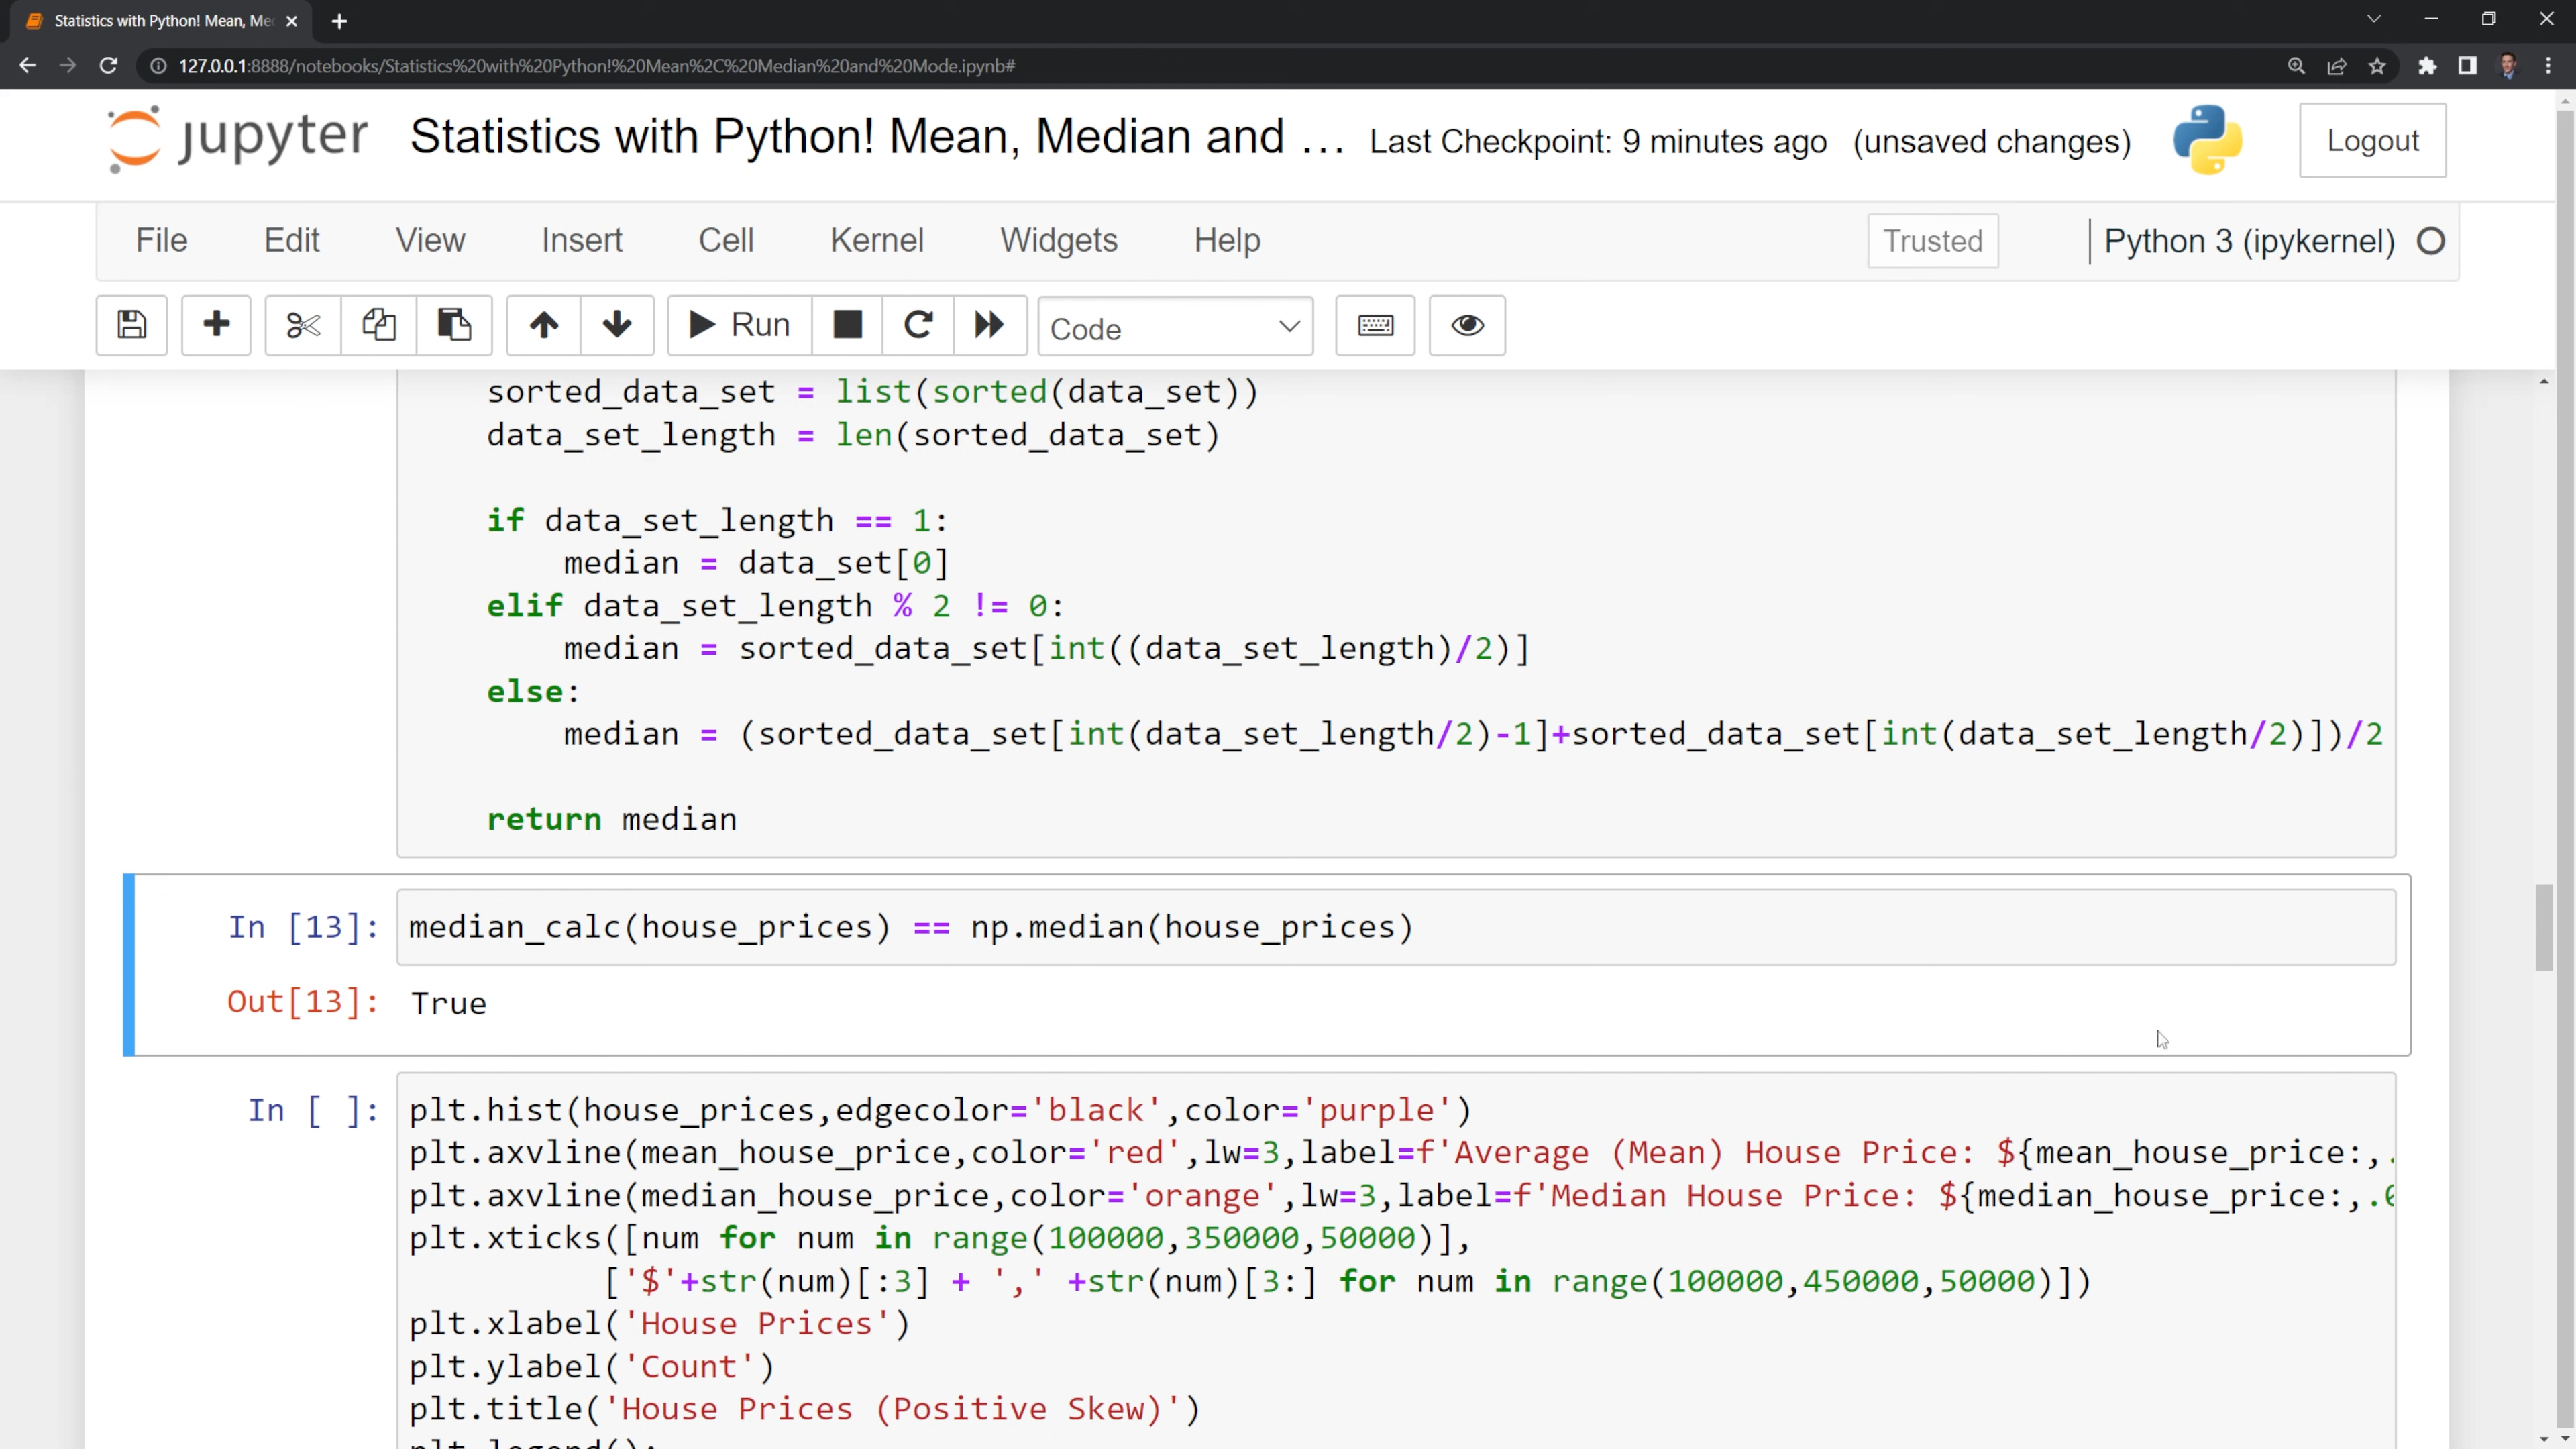 Statistics with Python! Mean, Me
127.0.0.1:8888/notebooks/Statistics%20with%20Python!%20Mean%2C%20Median%20and%20Mode.ipynb#
jupyter Statistics with Python! Mean, Median and ... Last Checkpoint: 9 minutes ago (unsaved changes) Logout
File Edit View Insert Cell Kernel Widgets Help Trusted Python 3 (ipykernel)
Run Code
sorted_data_set = list(sorted(data_set))
data_set_length = len(sorted_data_set)
if data_set_length == 1:
median = data_set[0]
elif data_set_length % 2 != 0:
median = sorted_data_set[int((data_set_length)/2)]
else:
median = (sorted_data_set[int(data_set_length/2)-1]+sorted_data_set[int(data_set_length/2)])/2
return median
In [13]: median_calc(house_prices) == np.median(house_prices)
Out[13]: True
In [ ]: plt.hist(house_prices,edgecolor='black',color='purple')
plt.axvline(mean_house_price,color='red',lw=3,label=f'Average (Mean) House Price: ${mean_house_price:,.
plt.axvline(median_house_price,color='orange',lw=3,label=f'Median House Price: ${median_house_price:,.0
plt.xticks([num for num in range(100000,350000,50000)],
['$'+str(num)[:3] + ',' +str(num)[3:] for num in range(100000,450000,50000)])
plt.xlabel('House Prices')
plt.ylabel('Count')
plt.title('House Prices (Positive Skew)')
plt.legend();